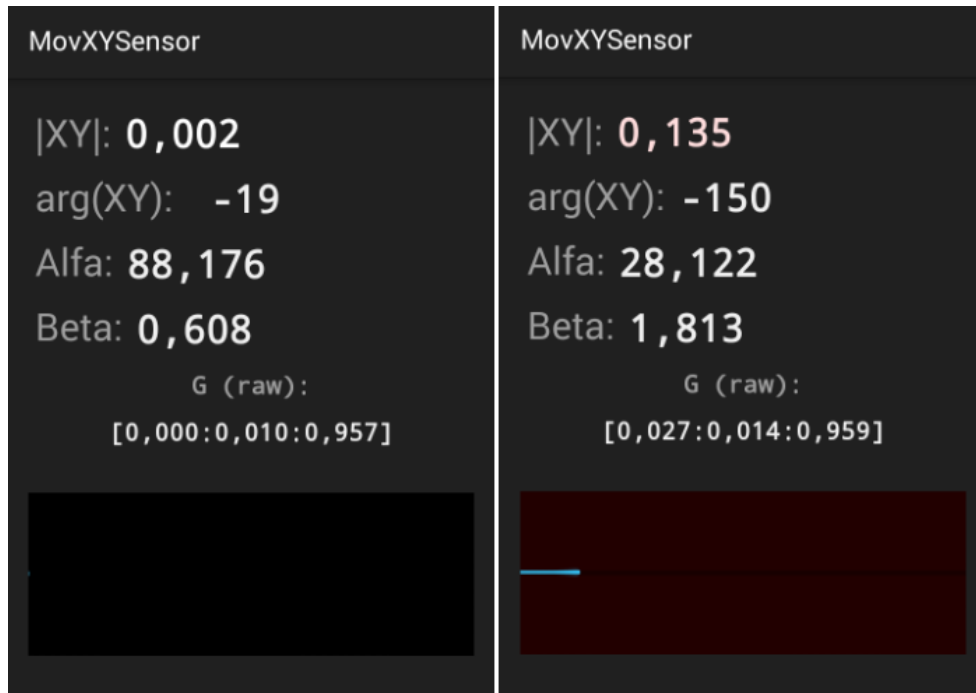 MovXYSensor
|XY|: 0,002
arg(XY): -19
Alfa: 88,176
Beta: 0,608
G (raw):
[0,000:0,010:0,957]
MovXYSensor
|XY|: 0,135
arg(XY): -150
Alfa: 28,122
Beta: 1,813
G (raw):
[0,027:0,014:0,959]